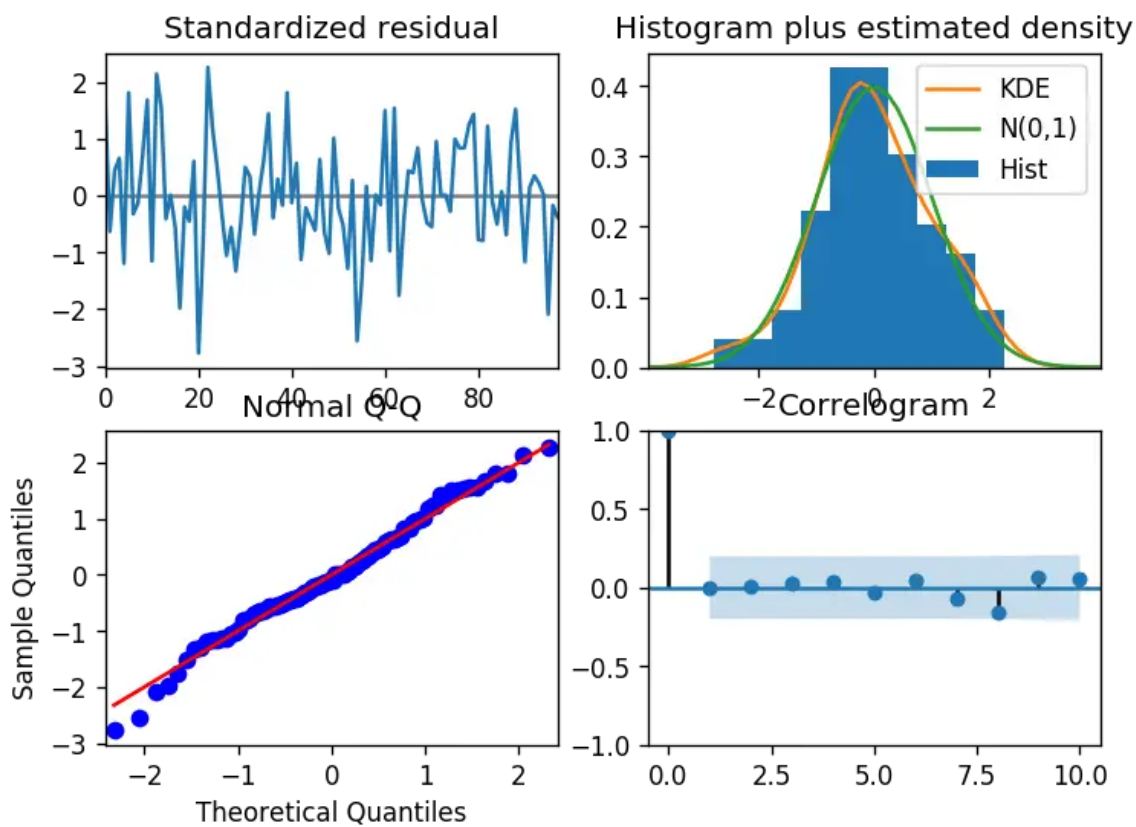 Standardized residual
2
1
0
−1
−2
−3
0 20 40 60 80
Histogram plus estimated density
0.4
0.3
0.2
0.1
0.0
KDE
N(0,1)
Hist
−2 0 2
Normal Q-Q
2
1
0
−1
−2
−3
Sample Quantiles
−2 −1 0 1 2
Theoretical Quantiles
Correlogram
1.0
0.5
0.0
−0.5
−1.0
0.0 2.5 5.0 7.5 10.0